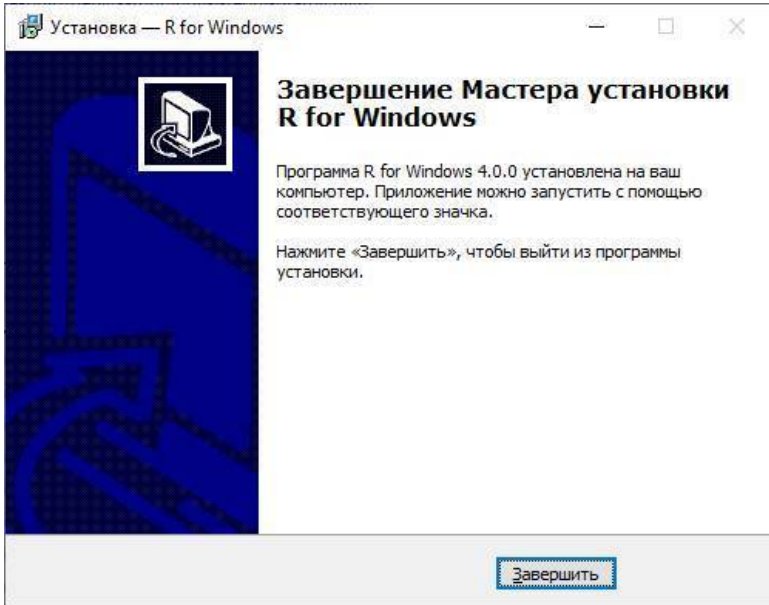 Установка — R for Windows
Завершение Мастера установки
R for Windows
Программа R for Windows 4.0.0 установлена на ваш
компьютер. Приложение можно запустить с помощью
соответствующего значка.
Нажмите «Завершить», чтобы выйти из программы
установки.
Завершить